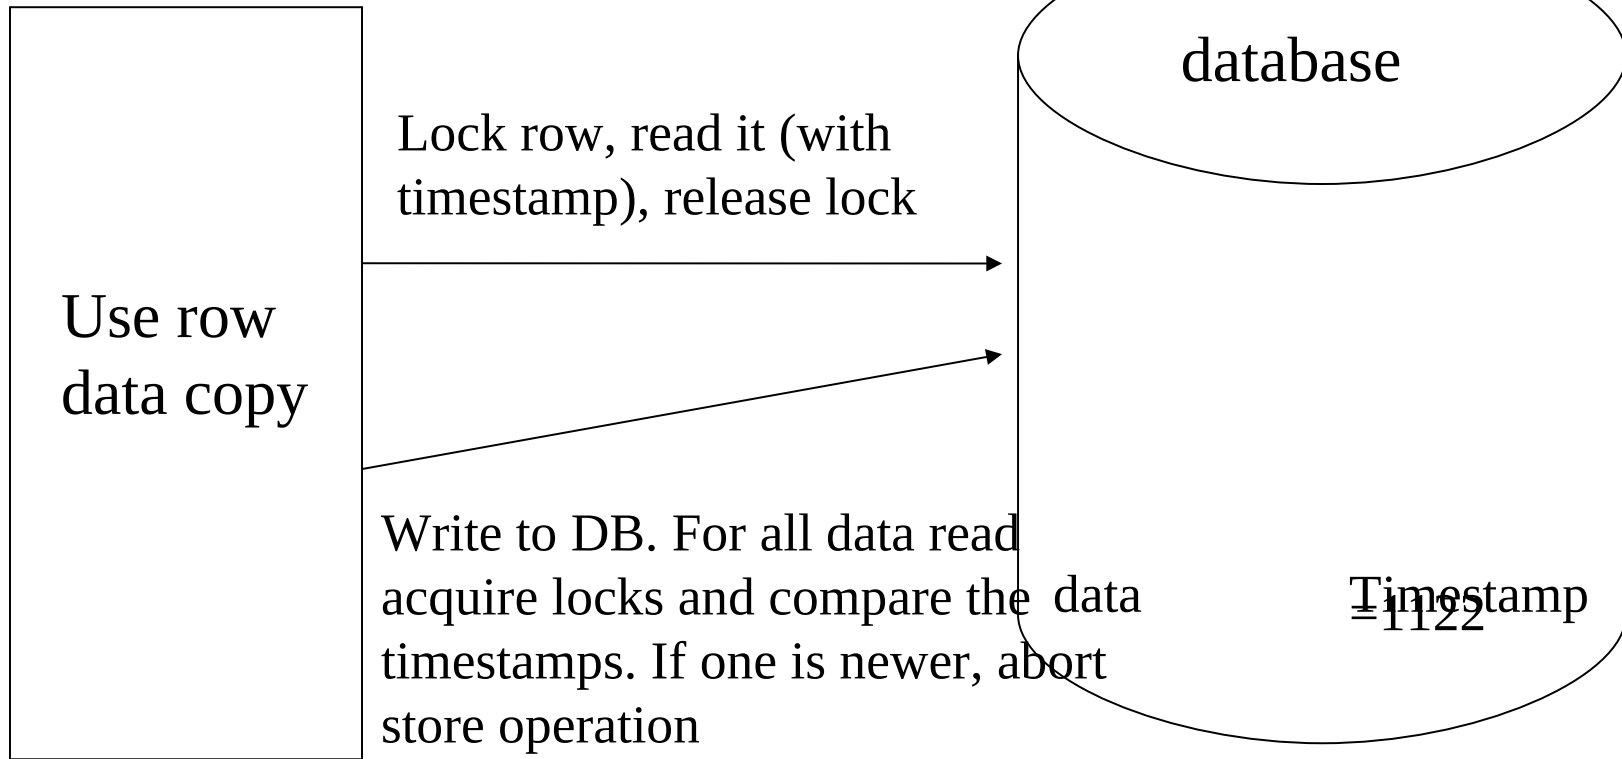 database
Lock row, read it (with
timestamp), release lock
Use row
data copy
Write to DB. For all data read
acquire locks and compare the
timestamps. If one is newer, abort
store operation
data
Timestamp
=1122